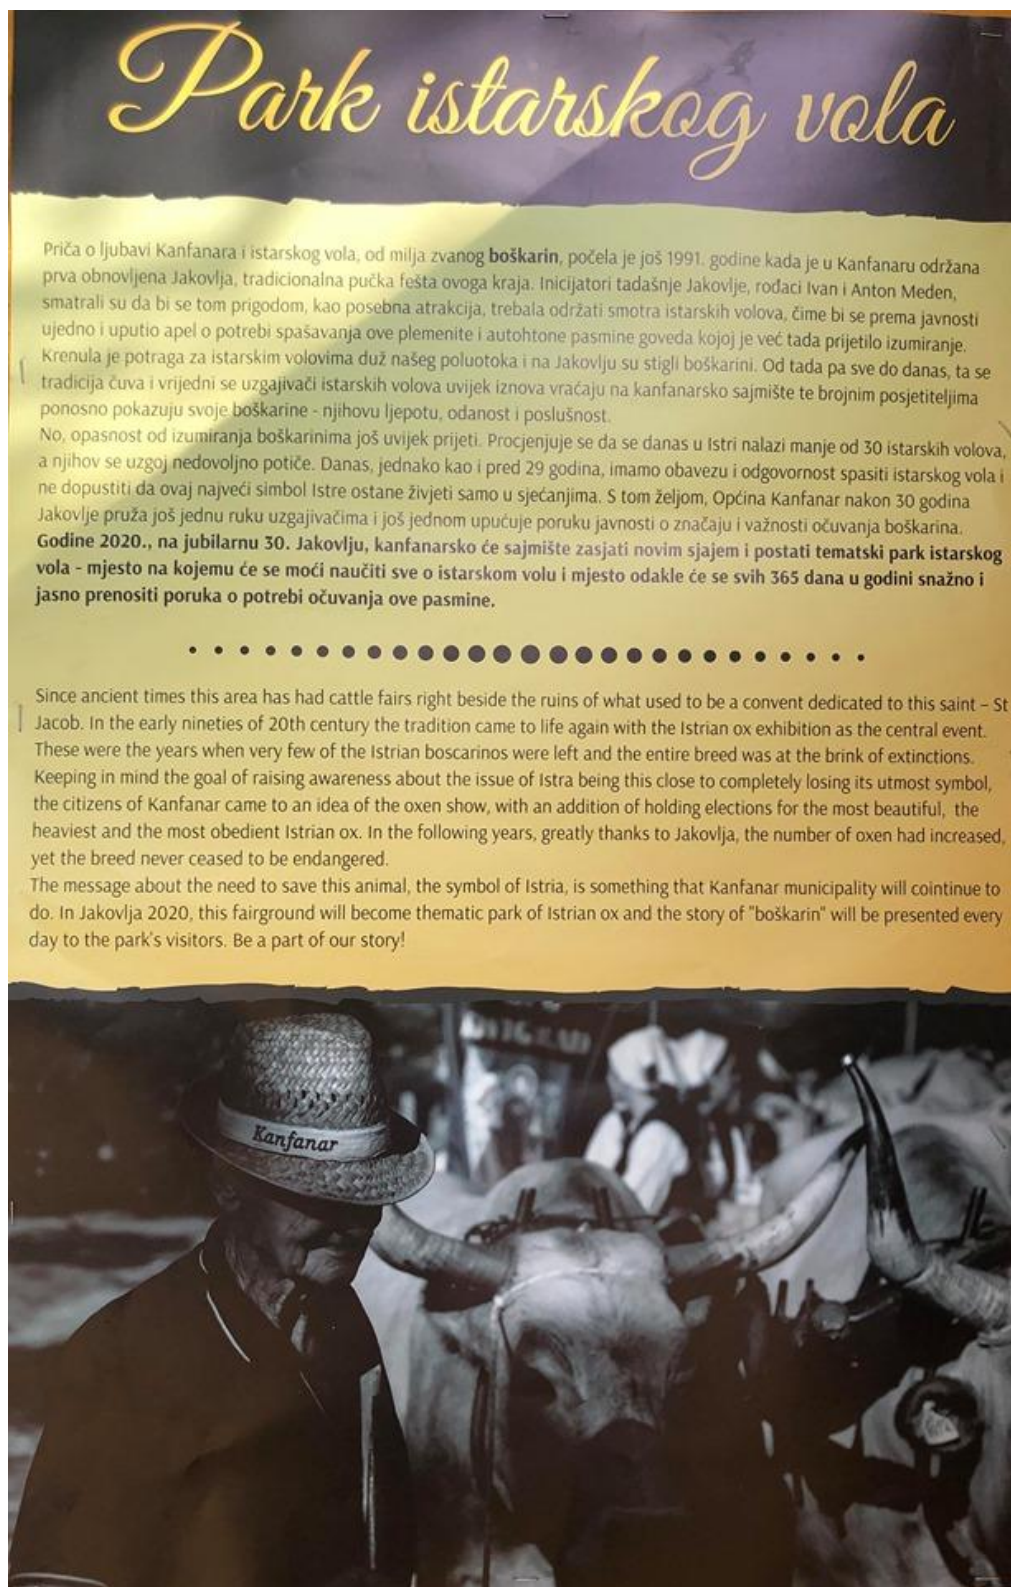 Park istarskog vola
Priča o ljubavi Kanfanara i istarskog vola, od milja zvanog boškarin, počela je još 1991. godine kada je u Kanfanaru održana
prva obnovljena Jakovlja, tradicionalna pučka fešta ovoga kraja. Inicijatori tadašnje Jakovlje, rođaci Ivan i Anton Meden,
smatrali su da bi se tom prigodom, kao posebna atrakcija, trebala održati smotra istarskih volova, čime bi se prema javnosti
ujedno i uputio apel o potrebi spašavanja ove plemenite i autohtone pasmine goveda kojoj je već tada prijetilo izumiranje.
Krenula je potraga za istarskim volovima duž našeg poluotoka i na Jakovlju su stigli boškarini. Od tada pa sve do danas, ta se
tradicija čuva i vrijedni se uzgajivači istarskih volova uvijek iznova vraćaju na kanfanarsko sajmište te brojnim posjetiteljima
ponosno pokazuju svoje boškarine - njihovu ljepotu, odanost i poslušnost.
No, opasnost od izumiranja boškarinima još uvijek prijeti. Procjenjuje se da se danas u Istri nalazi manje od 30 istarskih volova,
a njihov se uzgoj nedovoljno potiče. Danas, jednako kao i pred 29 godina, imamo obavezu i odgovornost spasiti istarskog vola i
ne dopustiti da ovaj najveći simbol Istre ostane živjeti samo u sjećanjima. S tom željom, Općina Kanfanar nakon 30 godina
Jakovlje pruža još jednu ruku uzgajivačima i još jednom upućuje poruku javnosti o značaju i važnosti očuvanja boškarina.
Godine 2020., na jubilarnu 30. Jakovlju, kanfanarsko će sajmište zasjati novim sjajem i postati tematski park istarskog
vola - mjesto na kojemu će se moći naučiti sve o istarskom volu i mjesto odakle će se svih 365 dana u godini snažno i
jasno prenositi poruka o potrebi očuvanja ove pasmine.
Since ancient times this area has had cattle fairs right beside the ruins of what used to be a convent dedicated to this saint – St
Jacob. In the early nineties of 20th century the tradition came to life again with the Istrian ox exhibition as the central event.
These were the years when very few of the Istrian boscarinos were left and the entire breed was at the brink of extinctions.
Keeping in mind the goal of raising awareness about the issue of Istra being this close to completely losing its utmost symbol,
the citizens of Kanfanar came to an idea of the oxen show, with an addition of holding elections for the most beautiful, the
heaviest and the most obedient Istrian ox. In the following years, greatly thanks to Jakovlja, the number of oxen had increased,
yet the breed never ceased to be endangered.
The message about the need to save this animal, the symbol of Istria, is something that Kanfanar municipality will cointinue to
do. In Jakovlja 2020, this fairground will become thematic park of Istrian ox and the story of "boškarin" will be presented every
day to the park's visitors. Be a part of our story!
Kanfanar